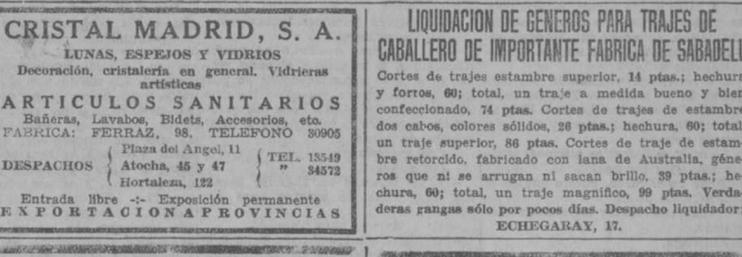 CRISTAL MADRID, S. A.
LUNAS, ESPEJOS Y VIDRIOS
Decoración, cristalería en general. Vidrieras
artísticas
ARTICULOS SANITARIOS
Bañeras, Lavabos, Bidets, Accesorios, etc.
FABRICA: FERRAZ, 98. TELEFONO 30905
DESPACHOS
Plaza del Angel, 11
Atocha, 45 y 47
Hortaleza, 122
TEL. 13549
" 34572
Entrada libre -:- Exposición permanente
EXPORTACION A PROVINCIAS
LIQUIDACION DE GENEROS PARA TRAJES DE
CABALLERO DE IMPORTANTE FABRICA DE SABADELL
Cortes de trajes estambre superior, 14 ptas.; hechura
y forros, 60; total, un traje a medida bueno y bien
confeccionado, 74 ptas. Cortes de trajes de estambre
dos cabos, colores sólidos, 26 ptas.; hechura, 60; total
un traje superior, 86 ptas. Cortes de traje de estam-
bre retorcido, fabricado con lana de Australia, géne-
ros que ni se arrugan ni sacan brillo, 39 ptas.; he-
chura, 60; total, un traje magnífico, 99 ptas. Verda-
deras gangas sólo por pocos días. Despacho liquidador:
ECHEGARAY, 17.